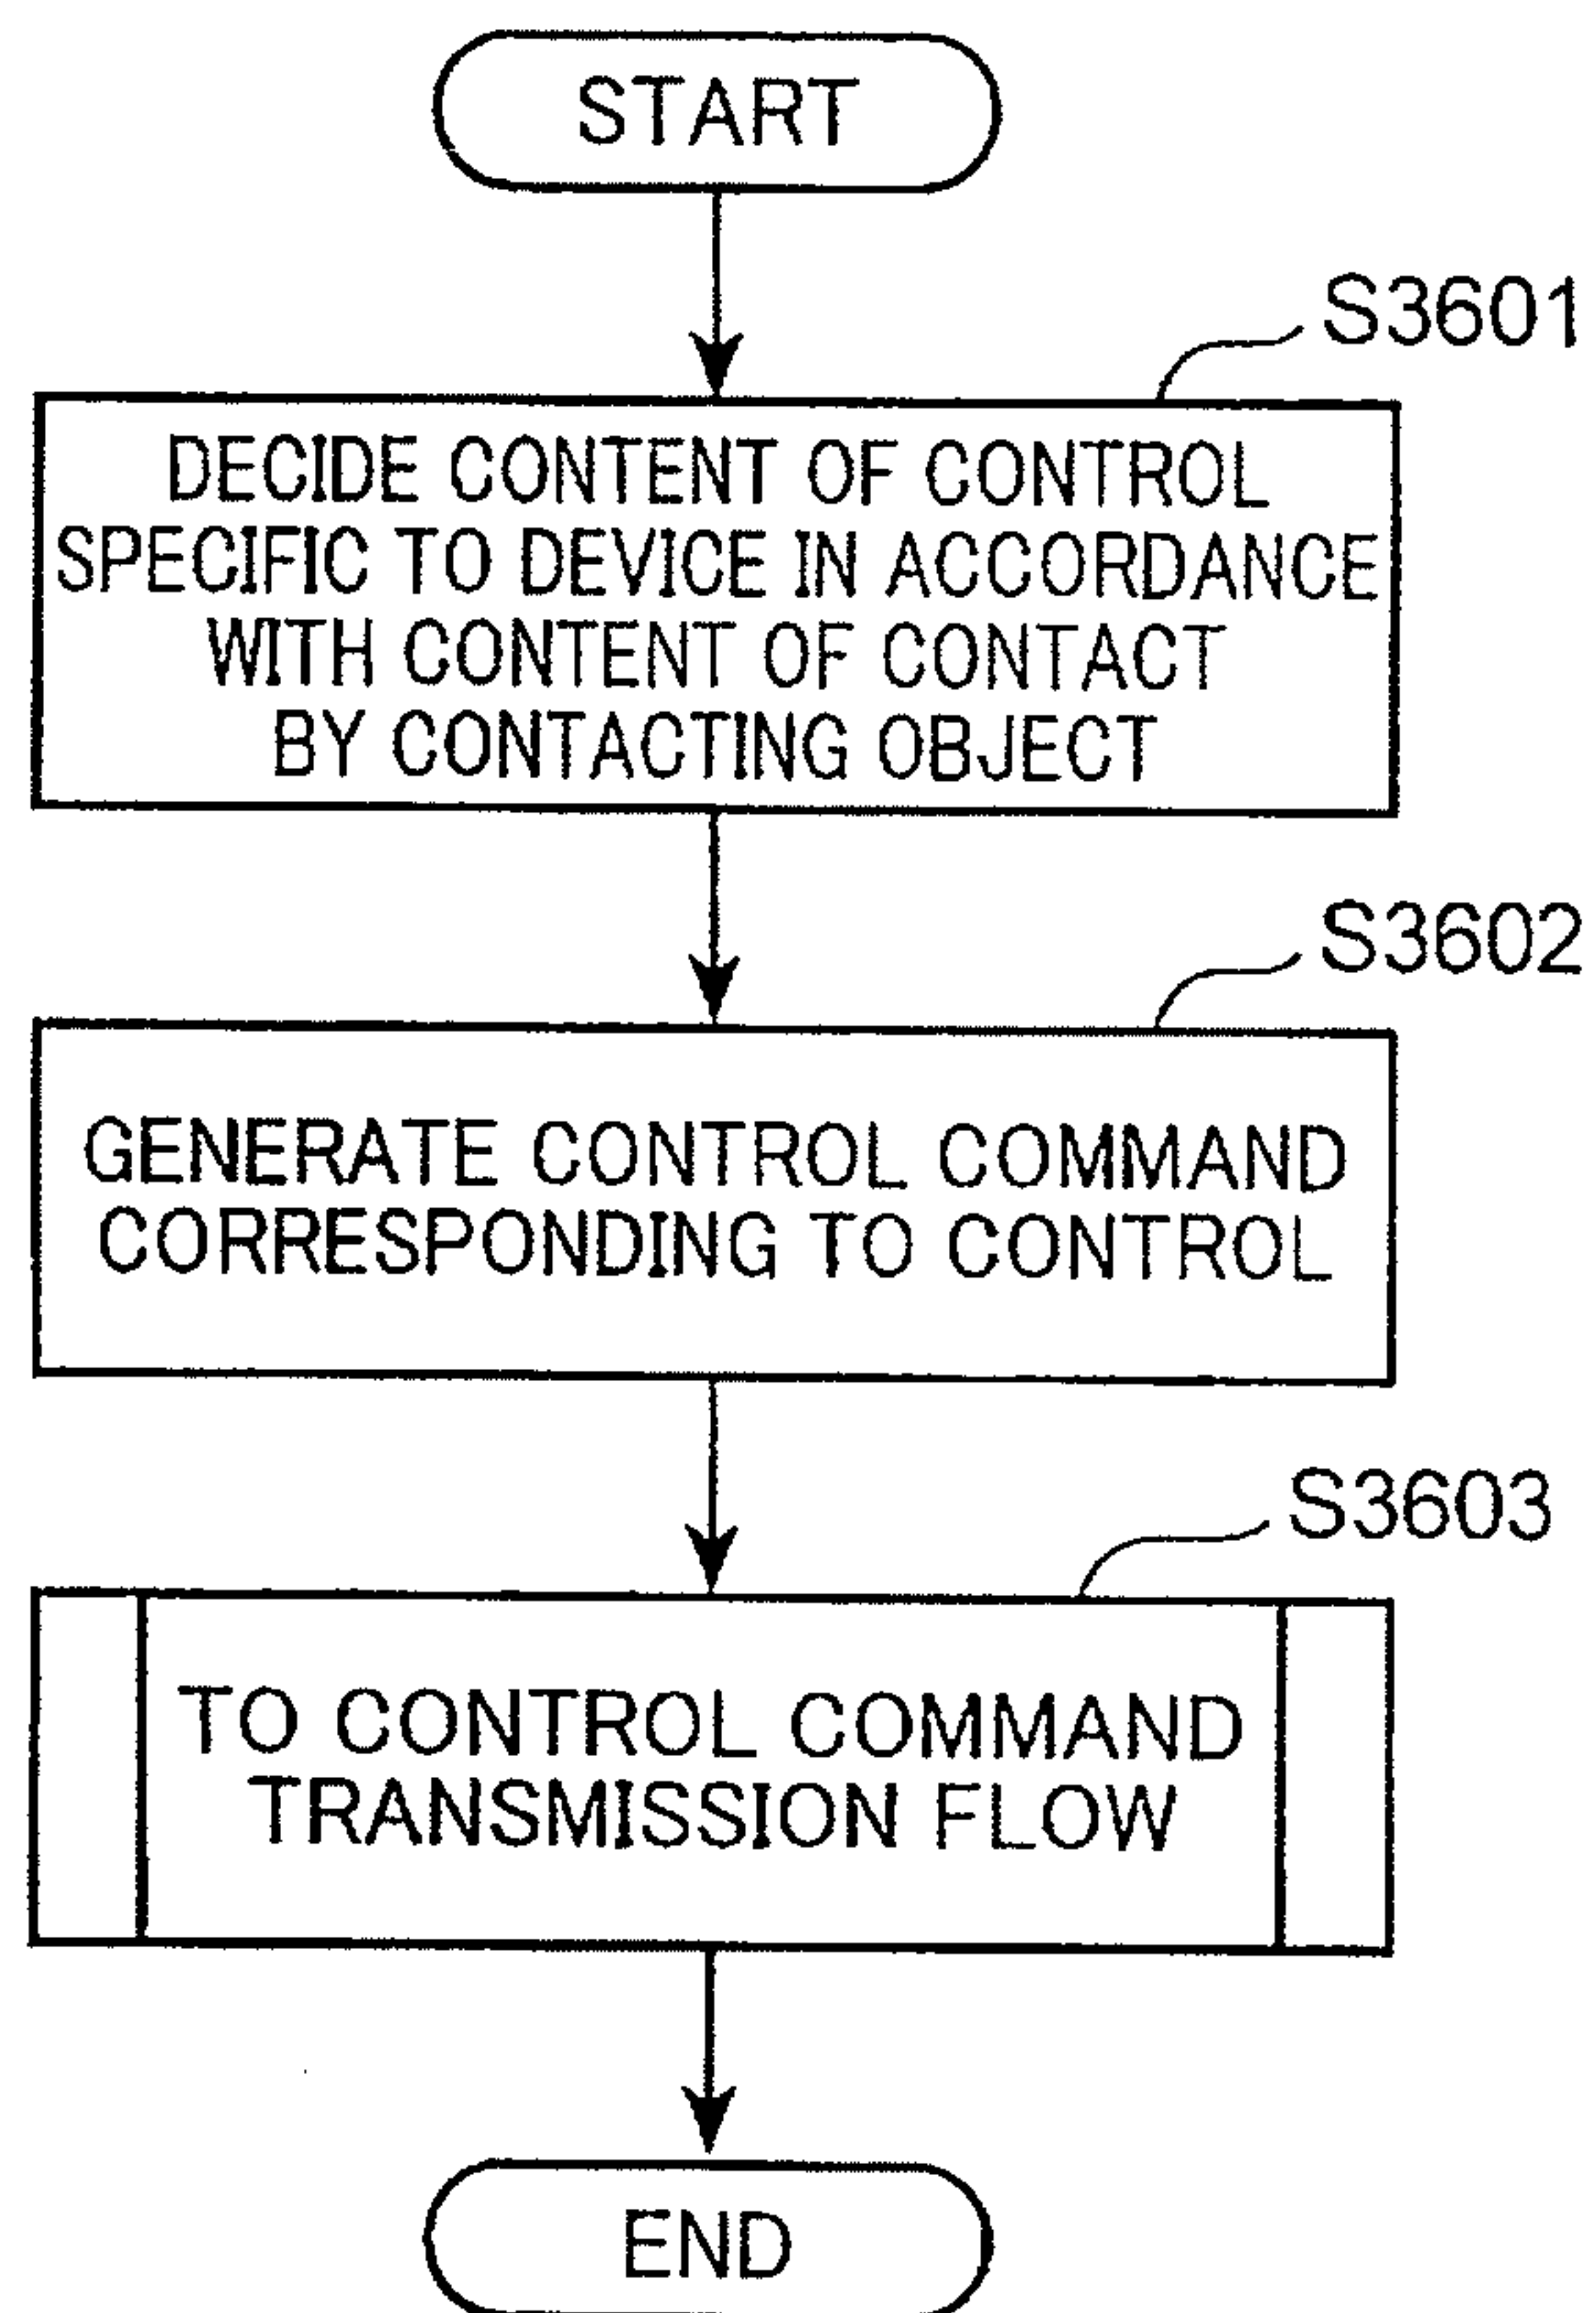 START
S3601
DECIDE CONTENT OF CONTROL
SPECIFIC TO DEVICE IN ACCORDANCE
WITH CONTENT OF CONTACT
BY CONTACTING OBJECT
S3602
GENERATE CONTROL COMMAND
CORRESPONDING TO CONTROL
S3603
TO CONTROL COMMAND
TRANSMISSION FLOW
END